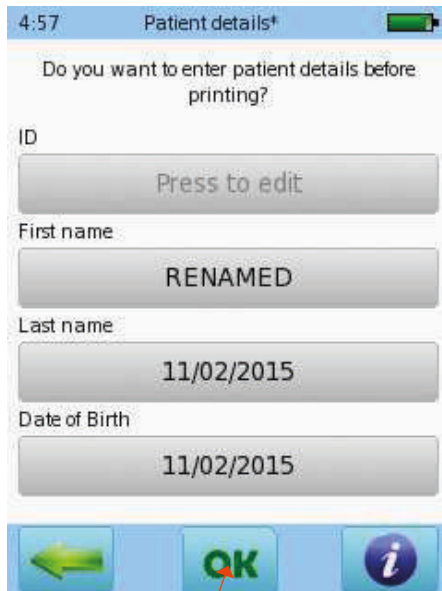 4:57 Patient details*
Do you want to enter patient details before
printing?
ID
Press to edit
First name
RENAMED
Last name
11/02/2015
Date of Birth
11/02/2015
OK i